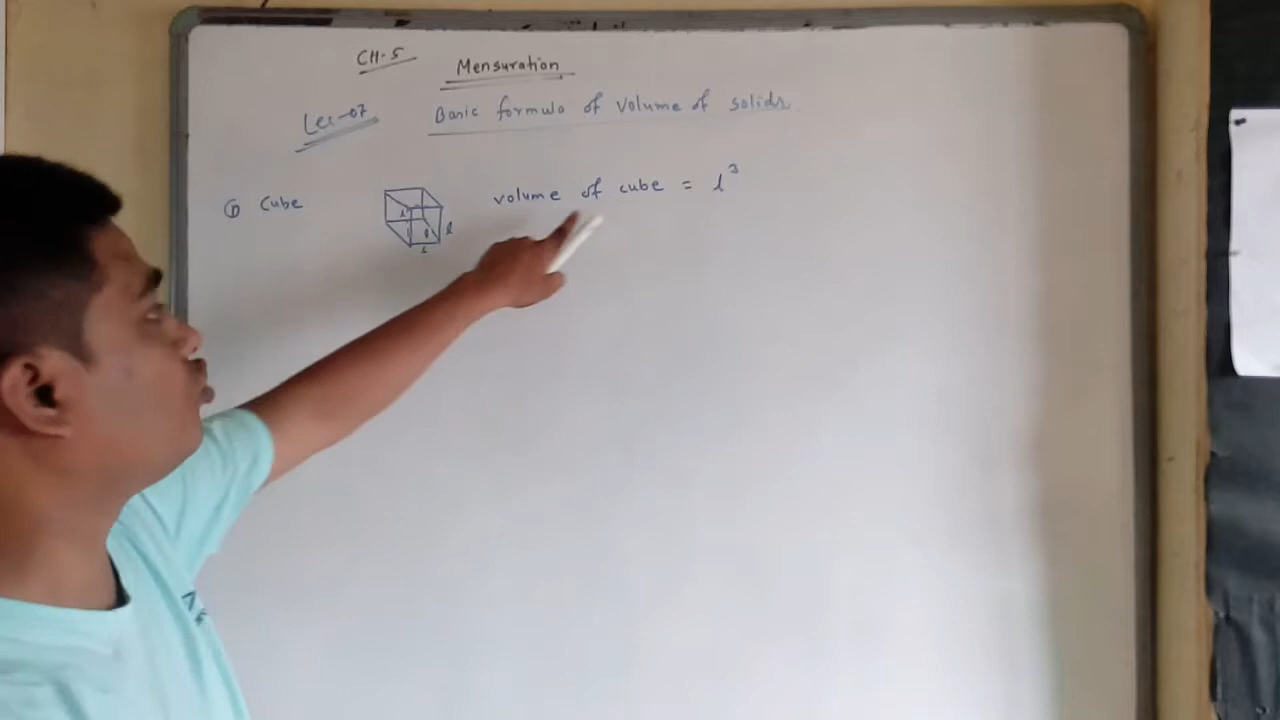 CH-5 Mensuration
Lec-07 Basic formula of volume of solids
① Cube volume of cube = l³
l
l
l